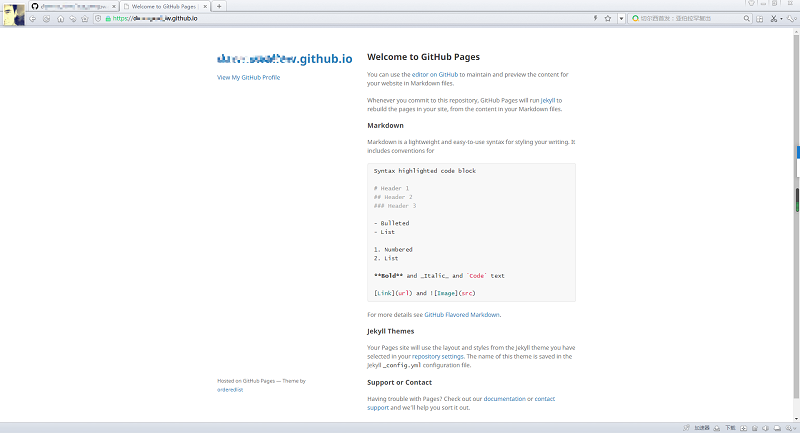 Welcome to GitHub Pages
.github.io
View My GitHub Profile
Welcome to GitHub Pages
You can use the editor on GitHub to maintain and preview the content for
your website in Markdown files.
Whenever you commit to this repository, GitHub Pages will run Jekyll to
rebuild the pages in your site, from the content in your Markdown files.
Markdown
Markdown is a lightweight and easy-to-use syntax for styling your writing. It
includes conventions for
Syntax highlighted code block
# Header 1
## Header 2
### Header 3
- Bulleted
- List
1. Numbered
2. List
**Bold** and _Italic_ and `Code` text
[Link](url) and ![Image](src)
For more details see GitHub Flavored Markdown.
Jekyll Themes
Your Pages site will use the layout and styles from the Jekyll theme you have
selected in your repository settings. The name of this theme is saved in the
Jekyll _config.yml configuration file.
Support or Contact
Having trouble with Pages? Check out our documentation or contact
support and we'll help you sort it out.
Hosted on GitHub Pages — Theme by
orderedlist
加速器
下载